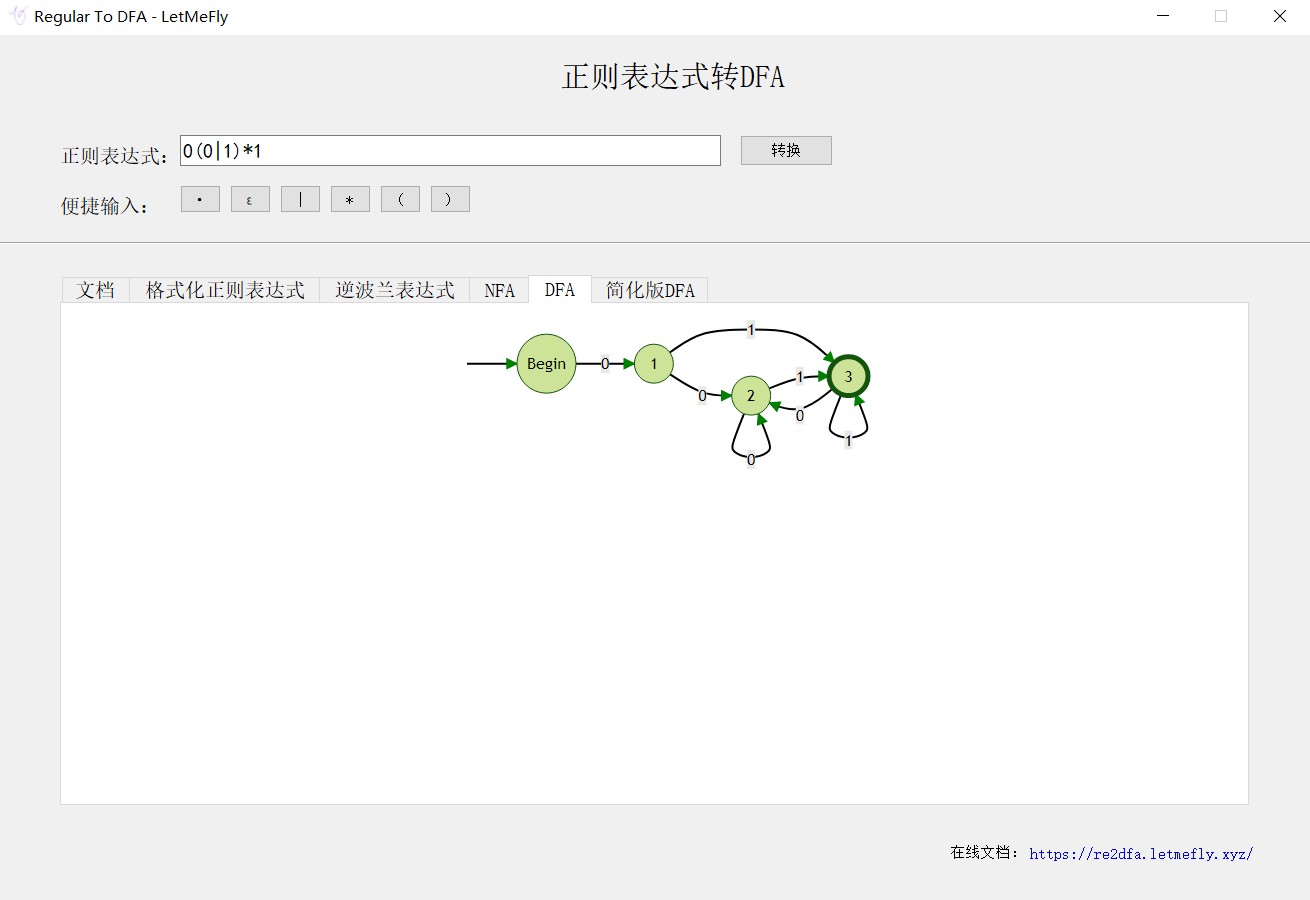 Regular To DFA - LetMeFly
正则表达式转DFA
正则表达式: 0(0|1)*1 转换
便捷输入: · ε | * ( )
文档 格式化正则表达式 逆波兰表达式 NFA DFA 简化版DFA
1
Begin 0 1 3
1
0 2 0
0 1
在线文档: https://re2dfa.letmefly.xyz/